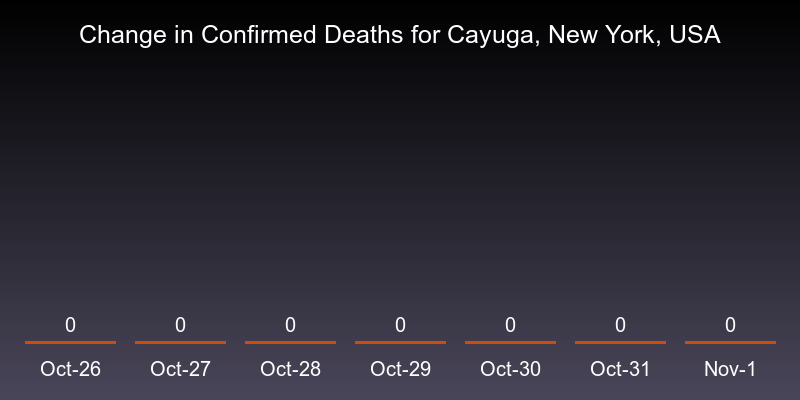 Change in Confirmed Deaths for Cayuga, New York, USA
0 0 0 0 0 0 0
Oct-26 Oct-27 Oct-28 Oct-29 Oct-30 Oct-31 Nov-1